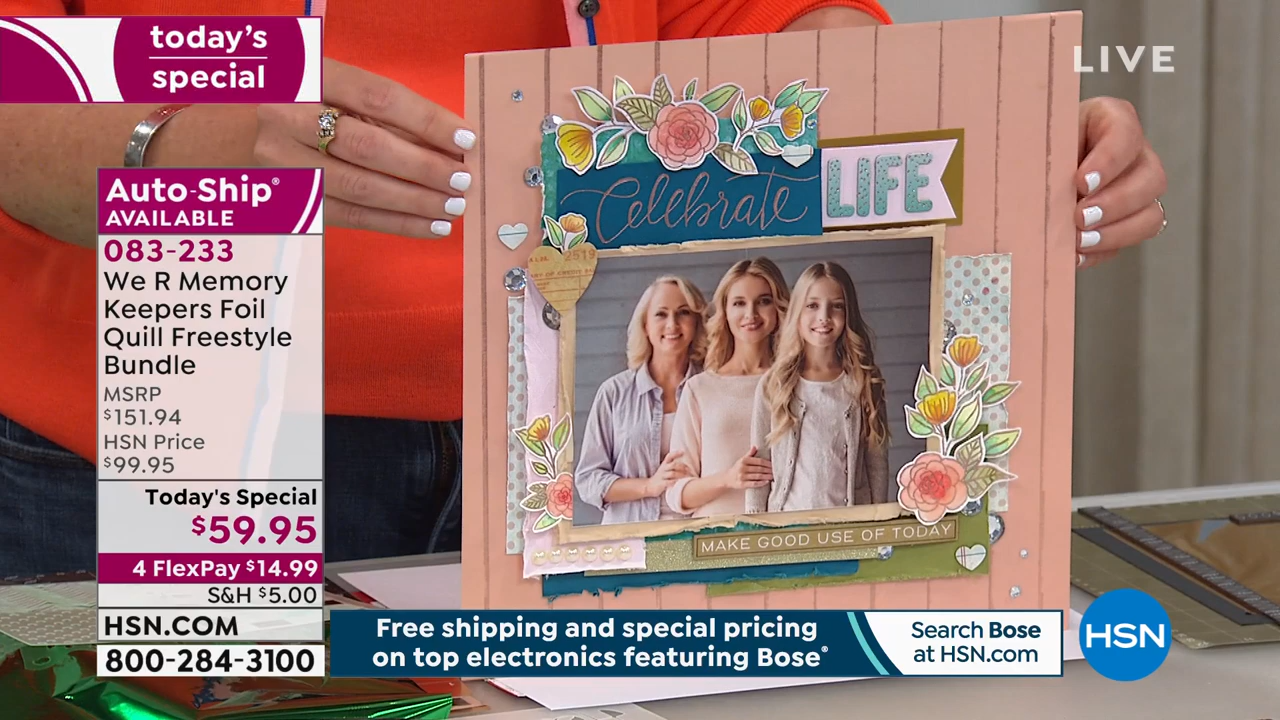 today's
special
LIVE
Auto-Ship®
AVAILABLE
083-233
We R Memory
Keepers Foil
Quill Freestyle
Bundle
MSRP
$151.94
HSN Price
$99.95
Today's Special
$59.95
4 FlexPay $14.99
S&H $5.00
HSN.COM
800-284-3100
Celebrate
LIFE
2519
MAKE GOOD USE OF TODAY
Free shipping and special pricing
on top electronics featuring Bose®
Search Bose
at HSN.com
HSN